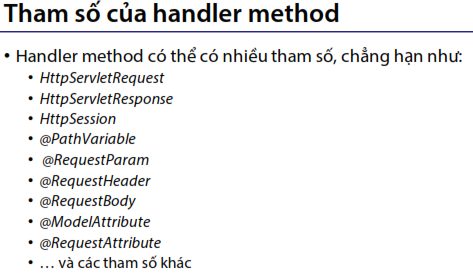 Tham số của handler method
• Handler method có thể có nhiều tham số, chẳng hạn như:
• HttpServletRequest
• HttpServletResponse
• HttpSession
• @PathVariable
• @RequestParam
• @RequestHeader
• @RequestBody
• @ModelAttribute
• @RequestAttribute
• … và các tham số khác